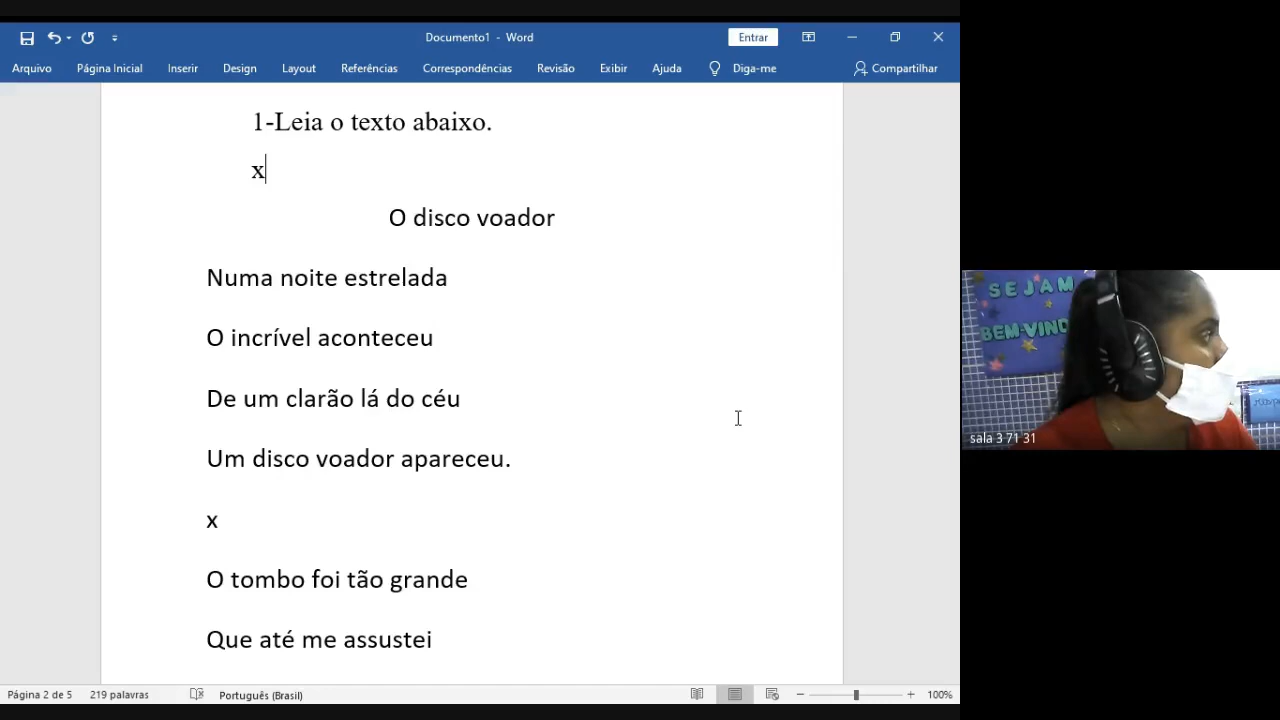 Documento1 - Word
Entrar
Arquivo Página Inicial Inserir Design Layout Referências Correspondências Revisão Exibir Ajuda Diga-me Compartilhar
1-Leia o texto abaixo.
x
O disco voador
Numa noite estrelada
O incrível aconteceu
De um clarão lá do céu
Um disco voador apareceu.
x
O tombo foi tão grande
Que até me assustei
Página 2 de 5 219 palavras Português (Brasil) 100%
SEJAM
BEM-VIND
sala 3 71 31